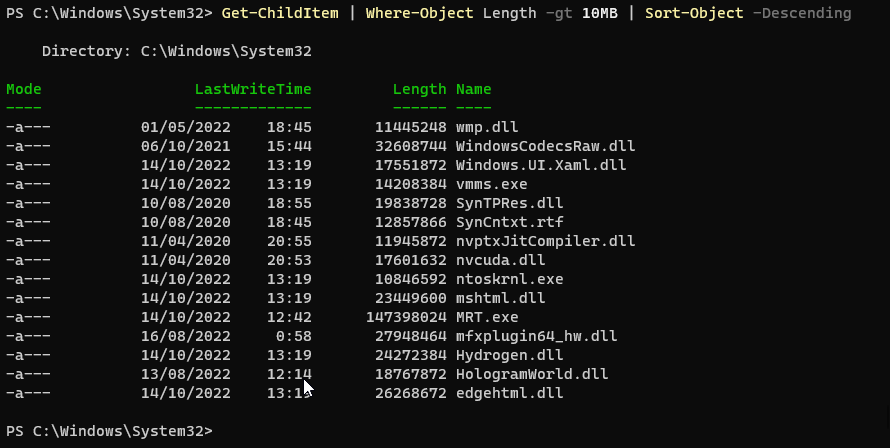 PS C:\Windows\System32> Get-ChildItem | Where-Object Length -gt 10MB | Sort-Object -Descending
Directory: C:\Windows\System32
Mode LastWriteTime Length Name
---- ------------- ------ ----
-a--- 01/05/2022 18:45 11445248 wmp.dll
-a--- 06/10/2021 15:44 32608744 WindowsCodecsRaw.dll
-a--- 14/10/2022 13:19 17551872 Windows.UI.Xaml.dll
-a--- 14/10/2022 13:19 14208384 vmms.exe
-a--- 10/08/2020 18:55 19838728 SynTPRes.dll
-a--- 10/08/2020 18:45 12857866 SynCntxt.rtf
-a--- 11/04/2020 20:55 11945872 nvptxJitCompiler.dll
-a--- 11/04/2020 20:53 17601632 nvcuda.dll
-a--- 14/10/2022 13:19 10846592 ntoskrnl.exe
-a--- 14/10/2022 13:19 23449600 mshtml.dll
-a--- 14/10/2022 12:42 147398024 MRT.exe
-a--- 16/08/2022 0:58 27948464 mfxplugin64_hw.dll
-a--- 14/10/2022 13:19 24272384 Hydrogen.dll
-a--- 13/08/2022 12:14 18767872 HologramWorld.dll
-a--- 14/10/2022 26268672 edgehtml.dll
PS C:\Windows\System32>